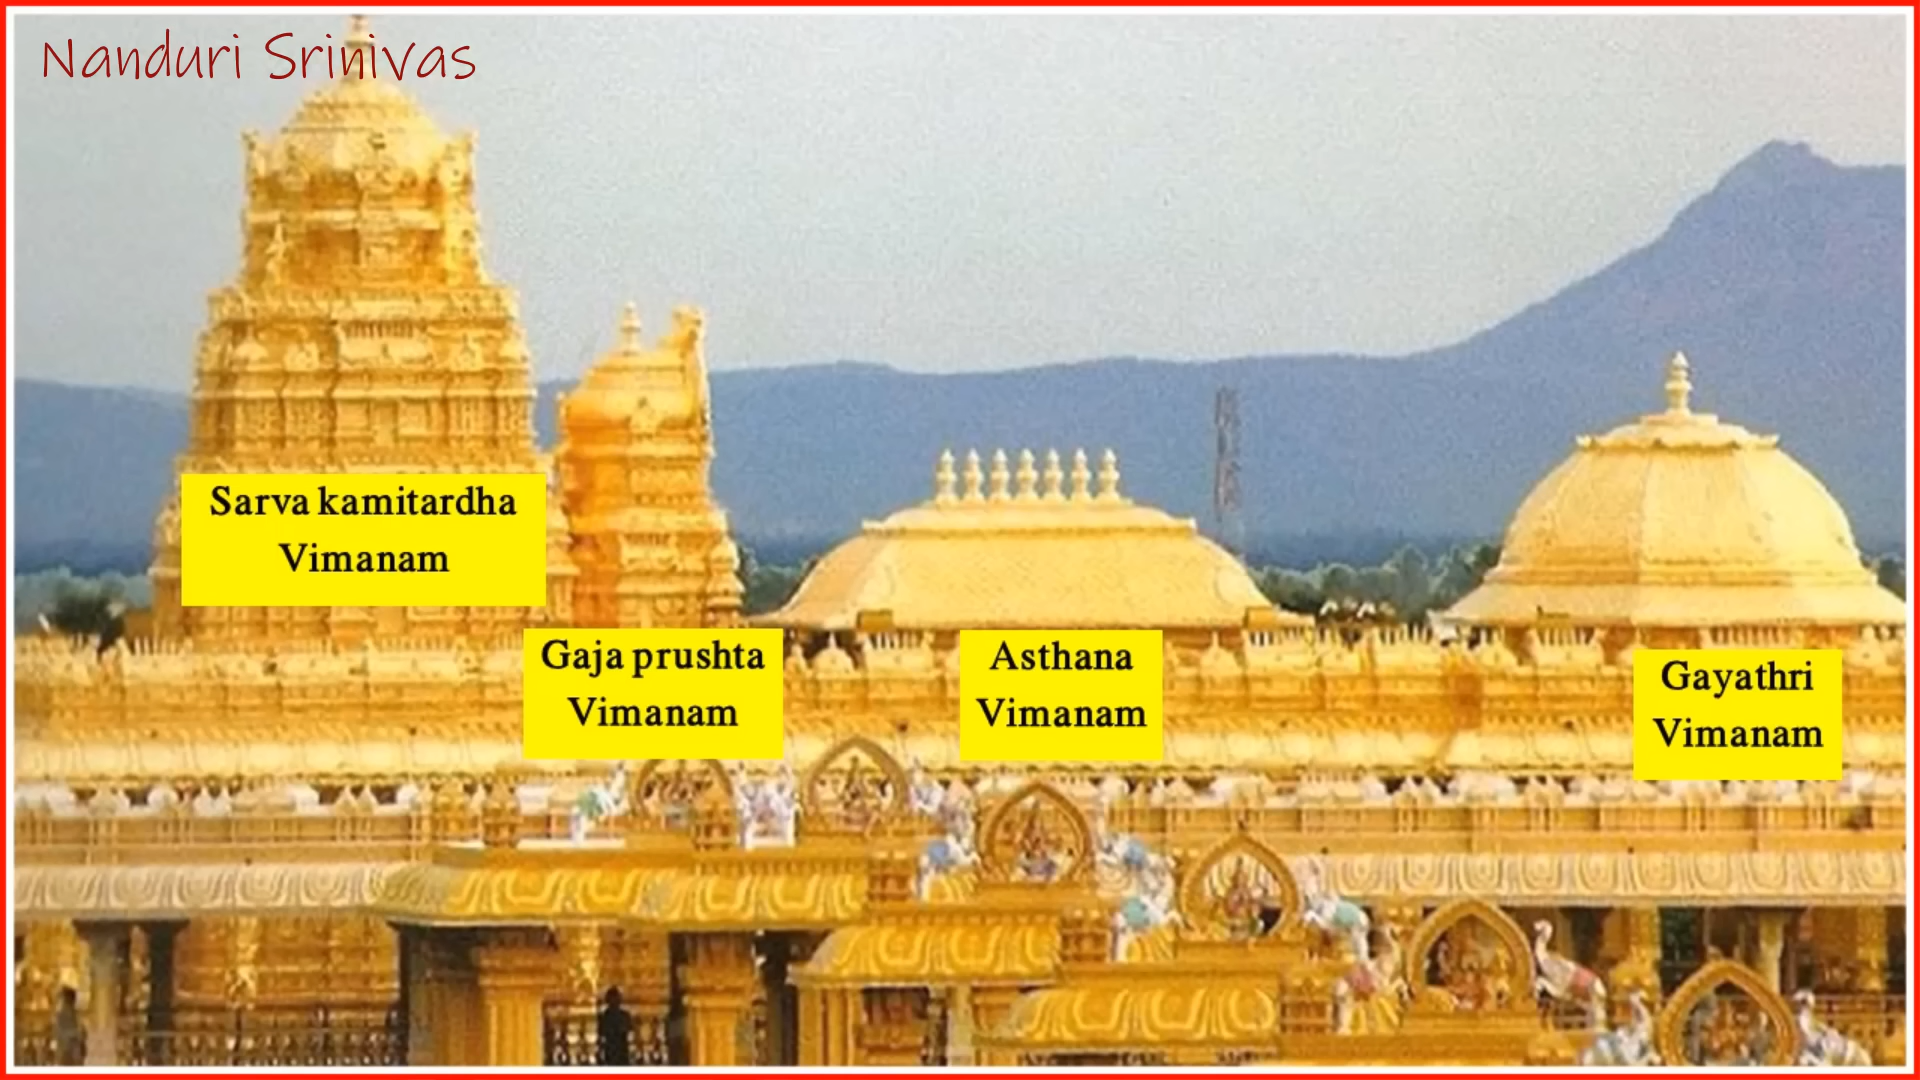 Nanduri Srinivas
Sarva kamitardha
Vimanam
Gaja prushta
Vimanam
Asthana
Vimanam
Gayathri
Vimanam